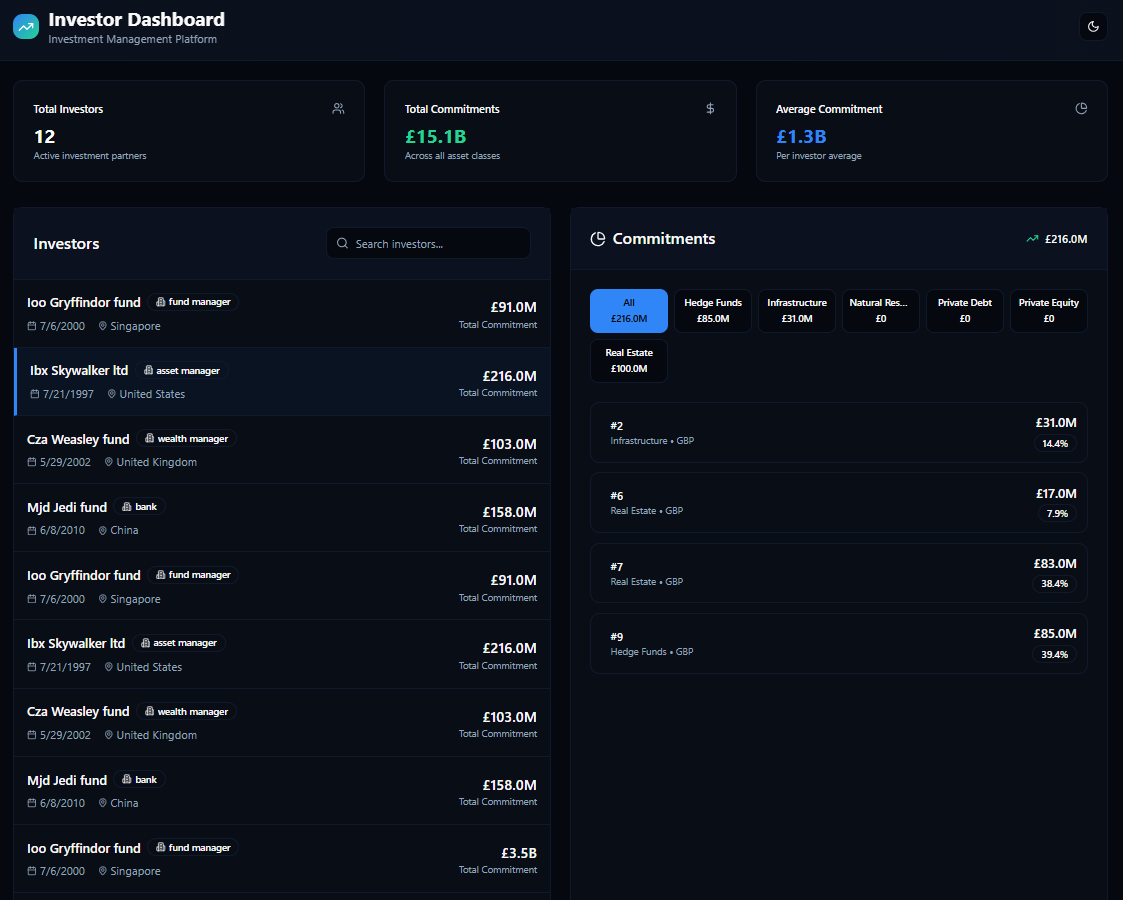 Investor Dashboard
Investment Management Platform
Total Investors
12
Active investment partners
Total Commitments
£15.1B
Across all asset classes
Average Commitment
£1.3B
Per investor average
Investors
Search investors...
Ioo Gryffindor fund fund manager
£91.0M
7/6/2000 Singapore
Total Commitment
Ibx Skywalker ltd asset manager
£216.0M
7/21/1997 United States
Total Commitment
Cza Weasley fund wealth manager
£103.0M
5/29/2002 United Kingdom
Total Commitment
Mjd Jedi fund bank
£158.0M
6/8/2010 China
Total Commitment
Ioo Gryffindor fund fund manager
£91.0M
7/6/2000 Singapore
Total Commitment
Ibx Skywalker ltd asset manager
£216.0M
7/21/1997 United States
Total Commitment
Cza Weasley fund wealth manager
£103.0M
5/29/2002 United Kingdom
Total Commitment
Mjd Jedi fund bank
£158.0M
6/8/2010 China
Total Commitment
Ioo Gryffindor fund fund manager
£3.5B
7/6/2000 Singapore
Total Commitment
Commitments
£216.0M
All
£216.0M
Hedge Funds
£85.0M
Infrastructure
£31.0M
Natural Res...
£0
Private Debt
£0
Private Equity
£0
Real Estate
£100.0M
#2
Infrastructure • GBP
£31.0M
14.4%
#6
Real Estate • GBP
£17.0M
7.9%
#7
Real Estate • GBP
£83.0M
38.4%
#9
Hedge Funds • GBP
£85.0M
39.4%